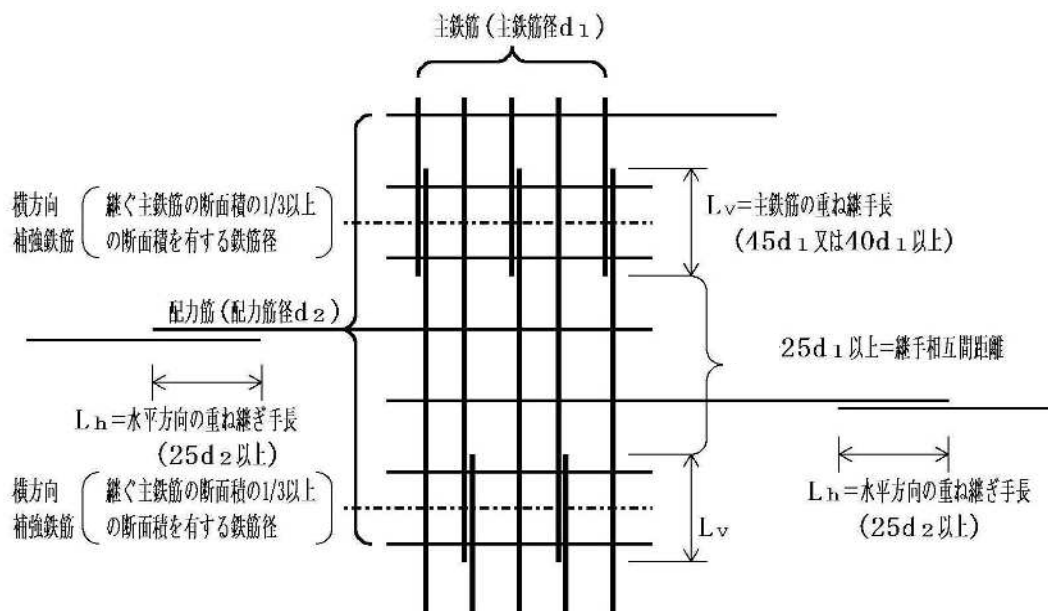 主鉄筋(主鉄筋径d1)
横方向
補強鉄筋
継ぐ主鉄筋の断面積の1/3以上
の断面積を有する鉄筋径
Lv=主鉄筋の重ね継手長
(45d1又は40d1以上)
配力筋(配力筋径d2)
25d1以上=継手相互間距離
Lh=水平方向の重ね継ぎ手長
(25d2以上)
横方向
補強鉄筋
継ぐ主鉄筋の断面積の1/3以上
の断面積を有する鉄筋径
Lv
Lh=水平方向の重ね継ぎ手長
(25d2以上)